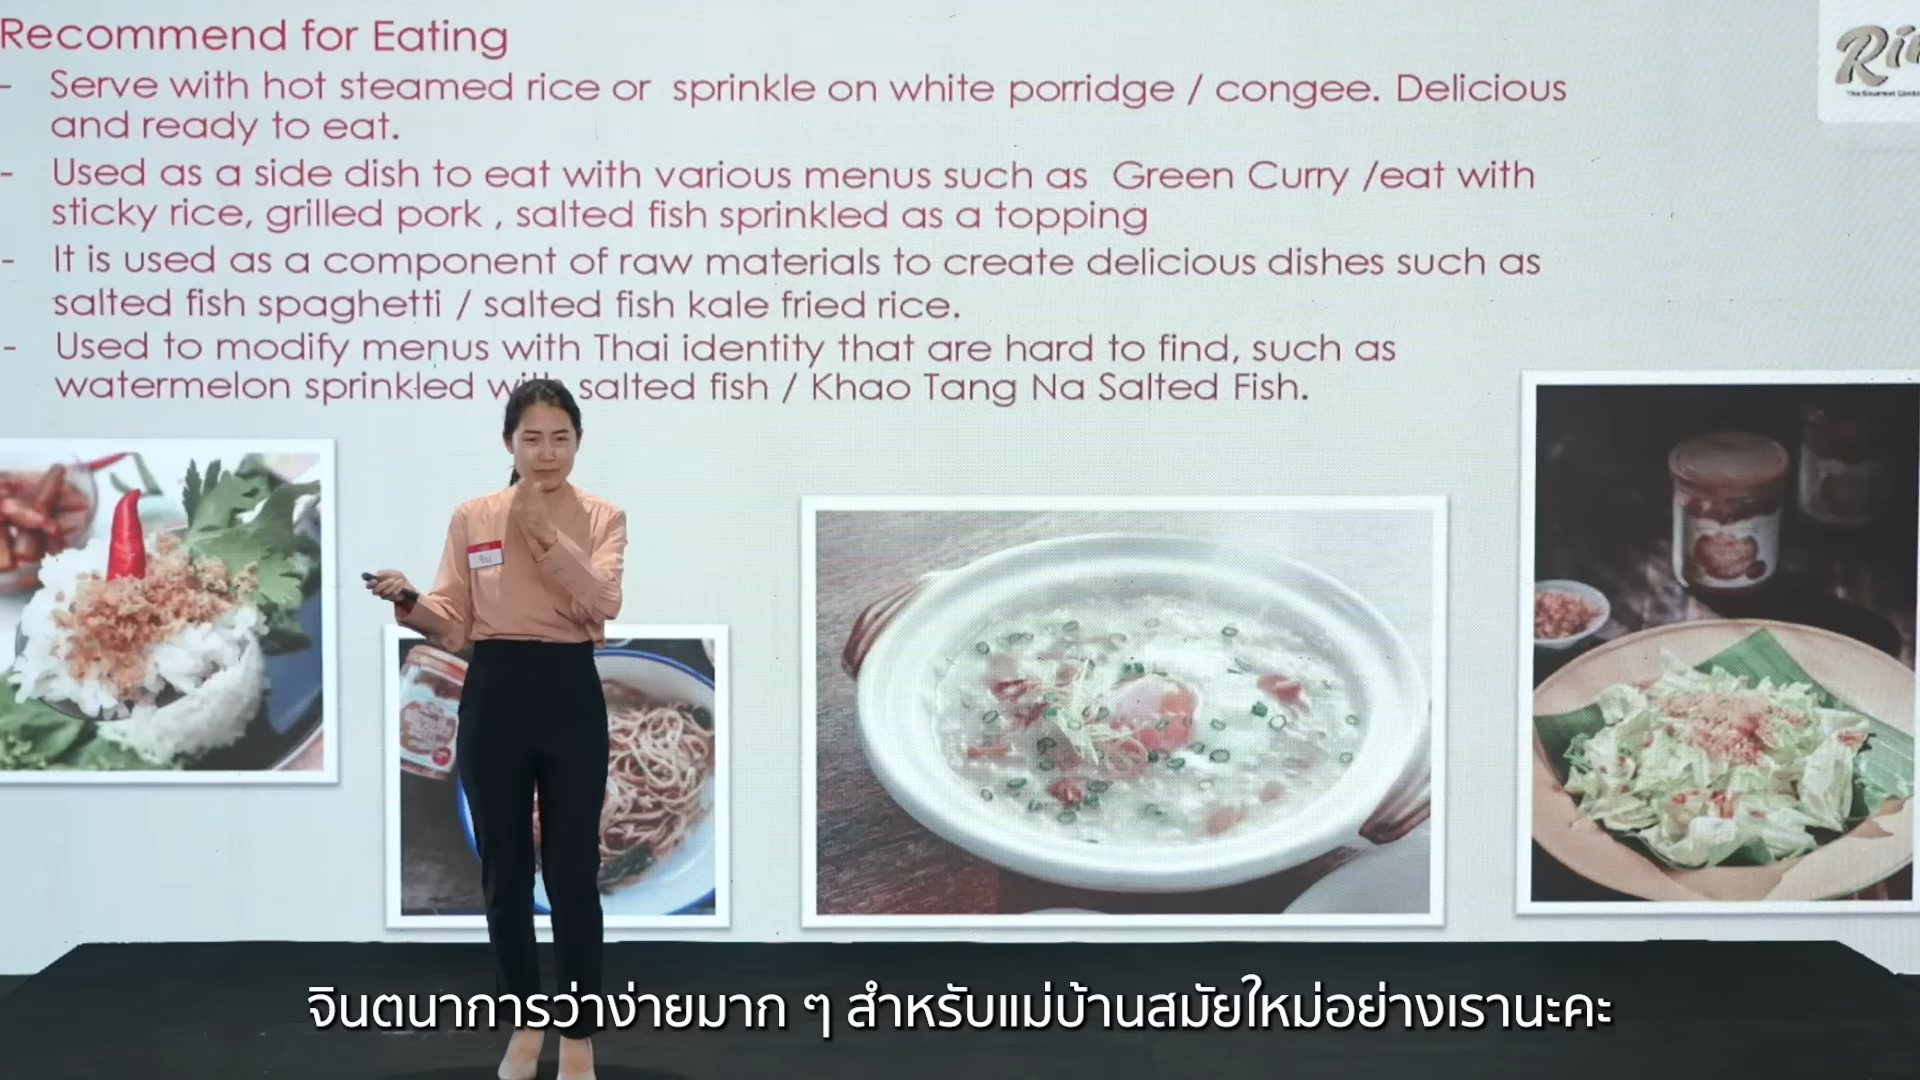 Recommend for Eating
- Serve with hot steamed rice or sprinkle on white porridge / congee. Delicious
and ready to eat.
- Used as a side dish to eat with various menus such as Green Curry /eat with
sticky rice, grilled pork , salted fish sprinkled as a topping
- It is used as a component of raw materials to create delicious dishes such as
salted fish spaghetti / salted fish kale fried rice.
- Used to modify menus with Thai identity that are hard to find, such as
watermelon sprinkled with salted fish / Khao Tang Na Salted Fish.
จินตนาการว่าง่ายมาก ๆ สำหรับแม่บ้านสมัยใหม่อย่างเรานะคะ